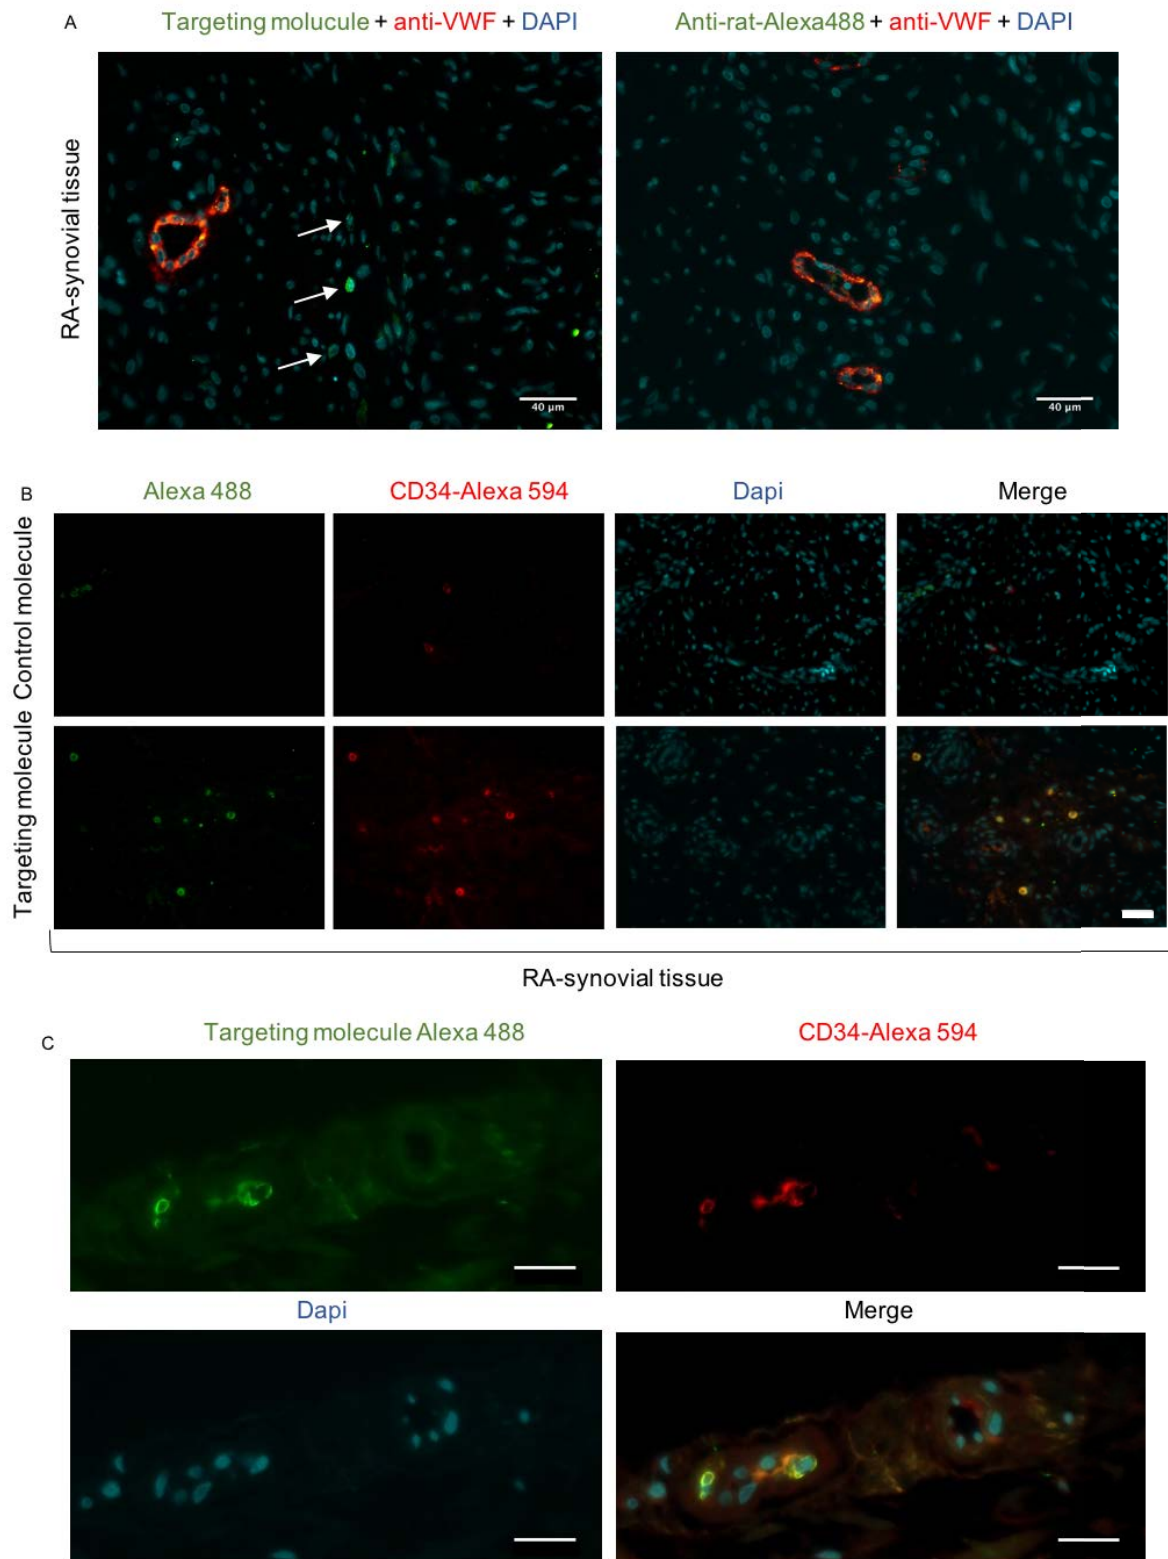 A
Targeting molucule + anti-VWF + DAPI
Anti-rat-Alexa488 + anti-VWF + DAPI
RA-synovial tissue
40 µm
40 µm
B
Alexa 488
CD34-Alexa 594
Dapi
Merge
Control molecule
Targeting molecule
RA-synovial tissue
C
Targeting molecule Alexa 488
CD34-Alexa 594
Dapi
Merge